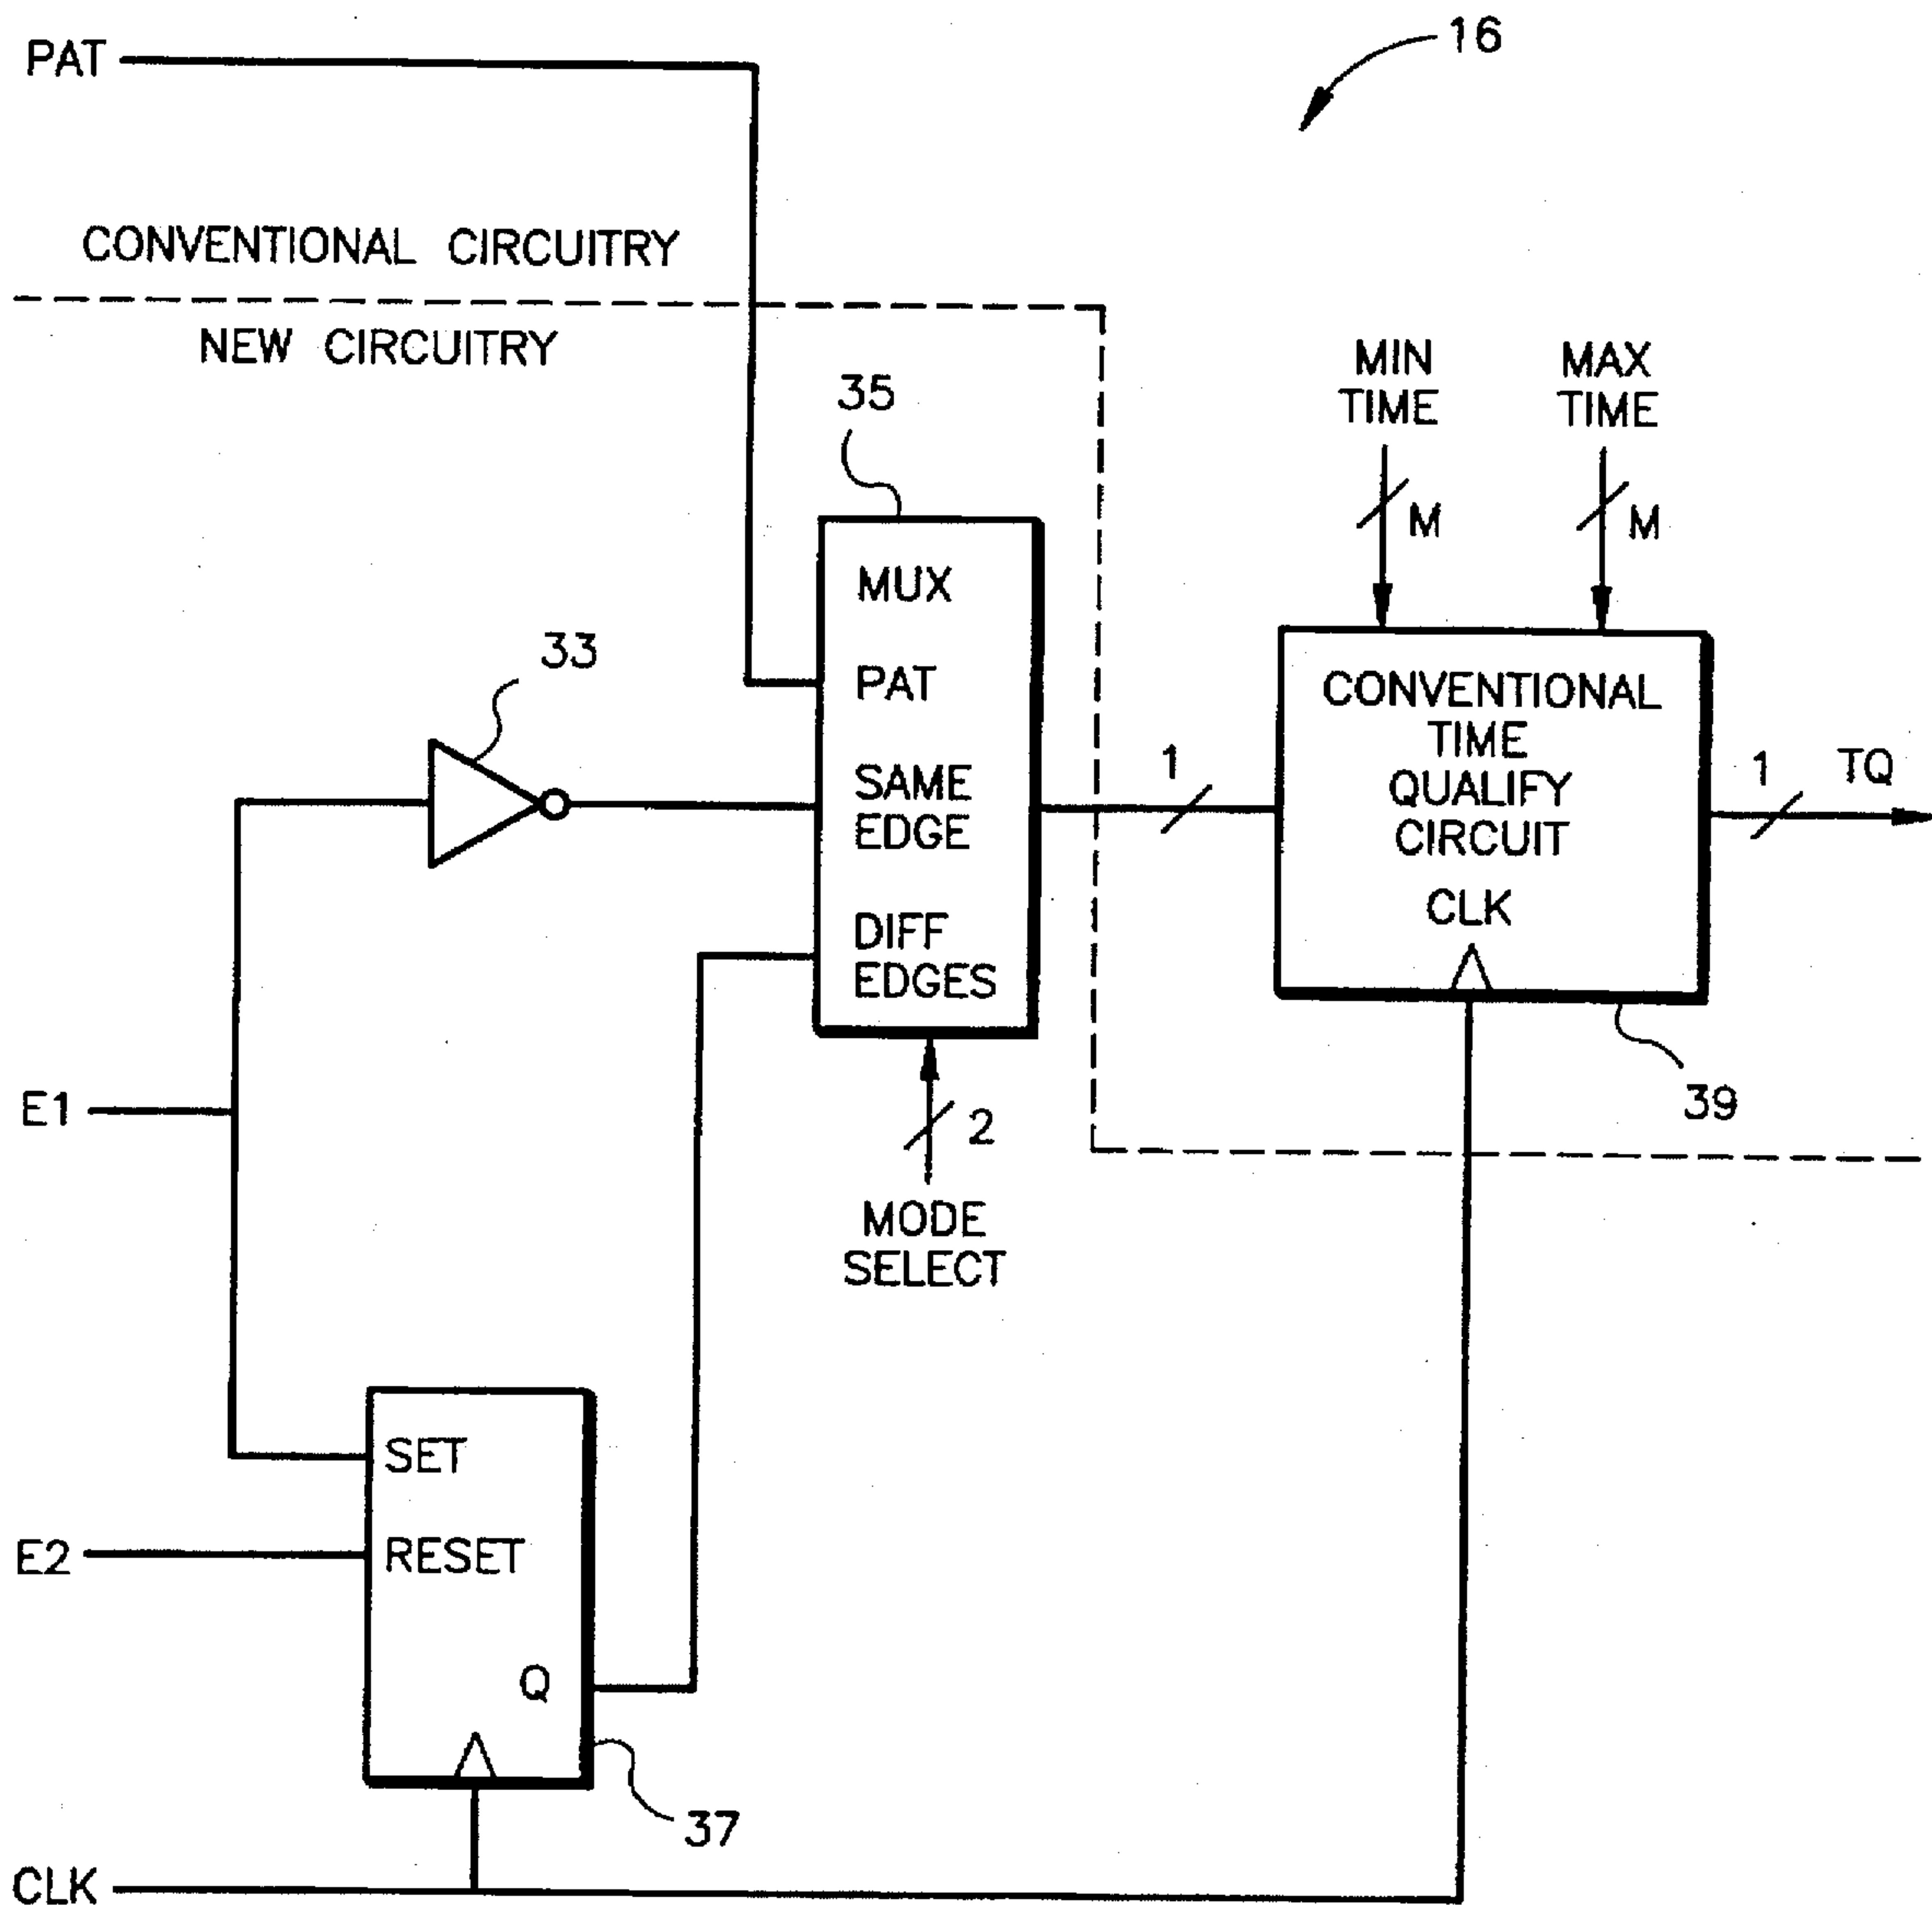 16
PAT
CONVENTIONAL CIRCUITRY
NEW CIRCUITRY
35
MIN
TIME
MAX
TIME
M
M
33
MUX
PAT
SAME
EDGE
DIFF
EDGES
1
CONVENTIONAL
TIME
QUALIFY
CIRCUIT
CLK
1
TQ
39
E1
2
MODE
SELECT
SET
RESET
Q
E2
37
CLK